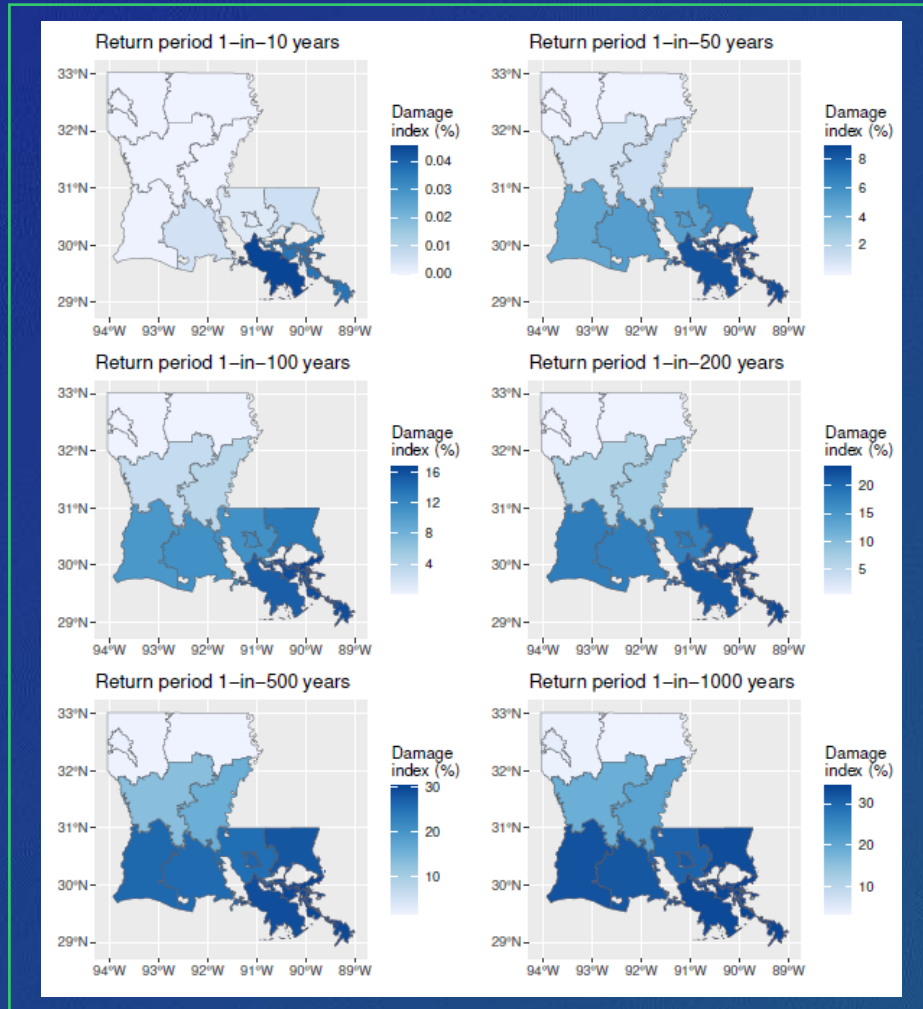 Return period 1−in−10 years
Damage
index (%)
0.04
0.03
0.02
0.01
0.00
33°N
32°N
31°N
30°N
29°N
94°W 93°W 92°W 91°W 90°W 89°W
Return period 1−in−50 years
Damage
index (%)
8
6
4
2
33°N
32°N
31°N
30°N
29°N
94°W 93°W 92°W 91°W 90°W 89°W
Return period 1−in−100 years
Damage
index (%)
16
12
8
4
33°N
32°N
31°N
30°N
29°N
94°W 93°W 92°W 91°W 90°W 89°W
Return period 1−in−200 years
Damage
index (%)
20
15
10
5
33°N
32°N
31°N
30°N
29°N
94°W 93°W 92°W 91°W 90°W 89°W
Return period 1−in−500 years
Damage
index (%)
30
20
10
33°N
32°N
31°N
30°N
29°N
94°W 93°W 92°W 91°W 90°W 89°W
Return period 1−in−1000 years
Damage
index (%)
30
20
10
33°N
32°N
31°N
30°N
29°N
94°W 93°W 92°W 91°W 90°W 89°W